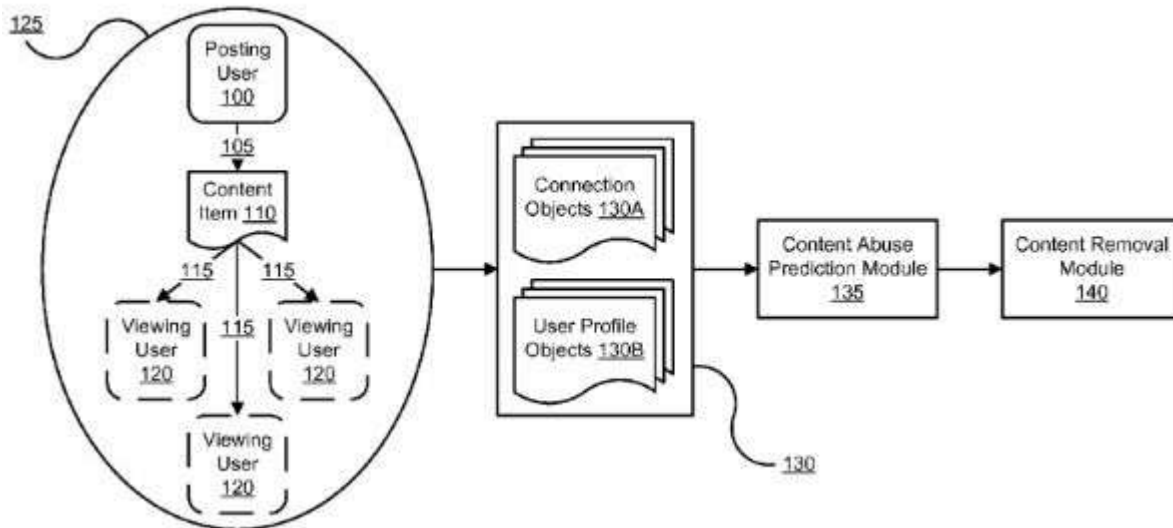 125
Posting
User
100
105
Content
Item 110
115
115
115
Viewing
User
120
Viewing
User
120
Viewing
User
120
Connection
Objects 130A
User Profile
Objects 130B
130
Content Abuse
Prediction Module
135
Content Removal
Module
140